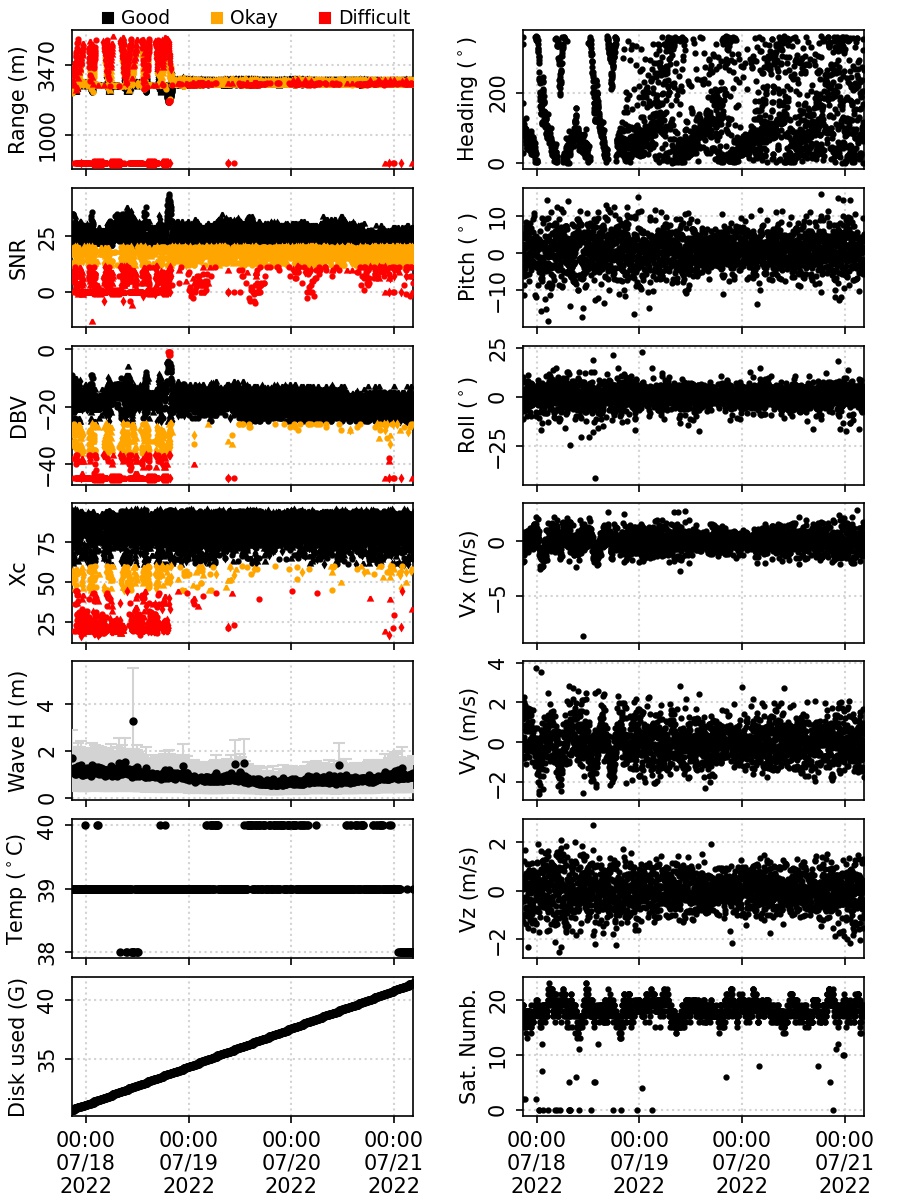 Good Okay Difficult
Range (m)
3470
1000
Heading (°)
200
0
SNR
25
0
Pitch (°)
10
0
−10
DBV
0
−20
−40
Roll (°)
25
0
−25
Xc
75
50
25
Vx (m/s)
0
−5
Wave H (m)
4
2
0
Vy (m/s)
4
2
0
−2
Temp (°C)
40
39
38
Vz (m/s)
2
0
−2
Disk used (G)
40
35
Sat. Numb.
20
10
0
00:00 00:00 00:00 00:00 00:00 00:00 00:00 00:00
07/18 07/19 07/20 07/21 07/18 07/19 07/20 07/21
2022 2022 2022 2022 2022 2022 2022 2022